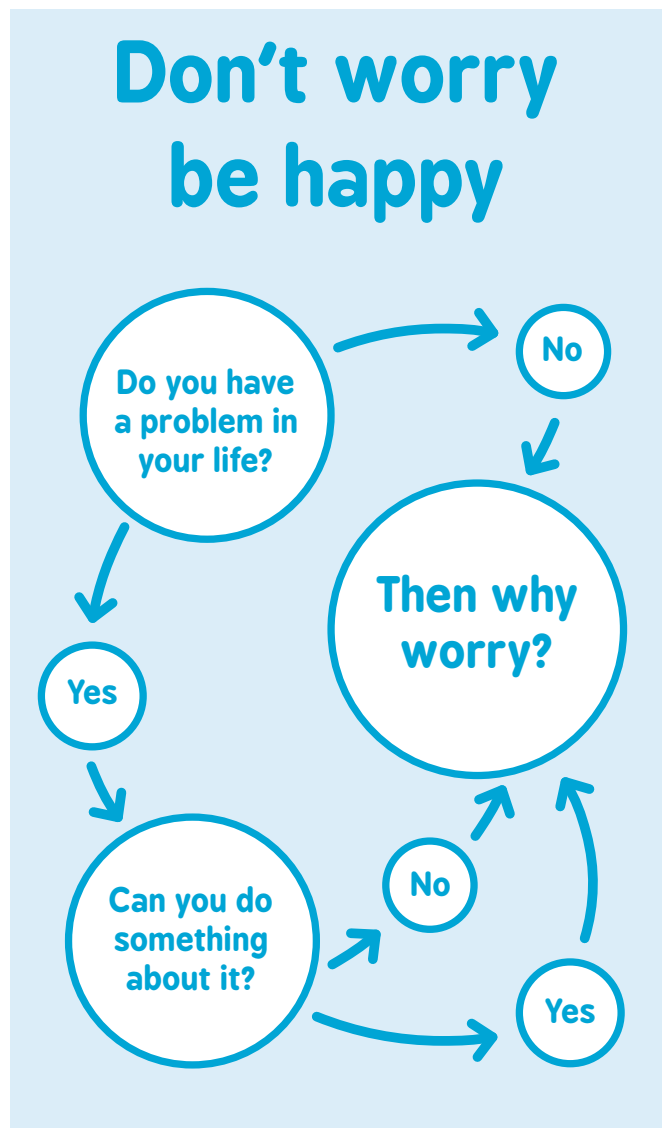 Don't worry
be happy
Do you have
a problem in
your life?
No
Then why
worry?
Yes
Can you do
something
about it?
No
Yes